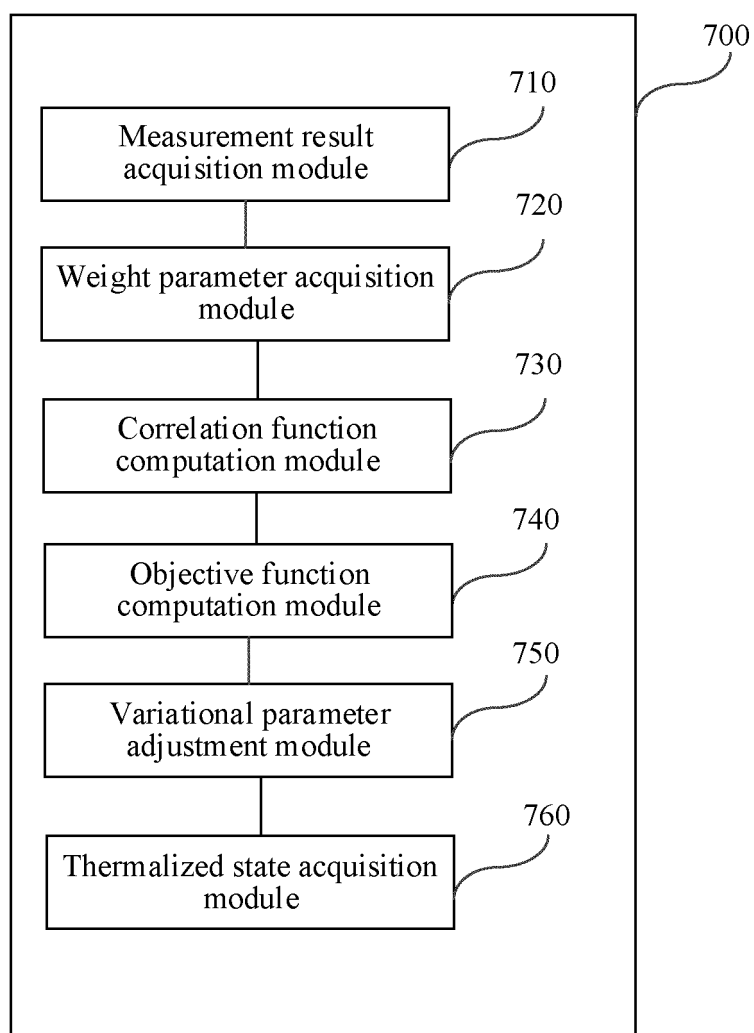 700
710
Measurement result
acquisition module
720
Weight parameter acquisition
module
730
Correlation function
computation module
740
Objective function
computation module
750
Variational parameter
adjustment module
760
Thermalized state acquisition
module